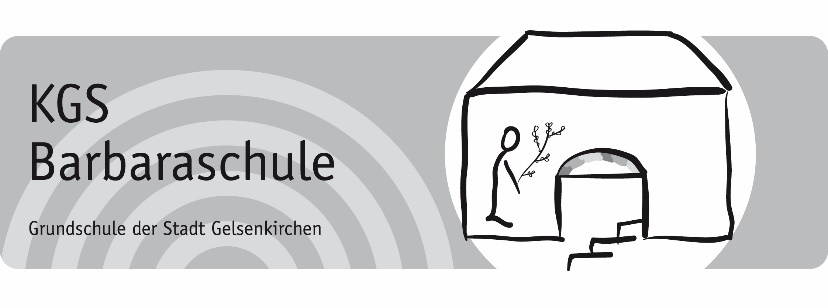 KGS
Barbaraschule
Grundschule der Stadt Gelsenkirchen